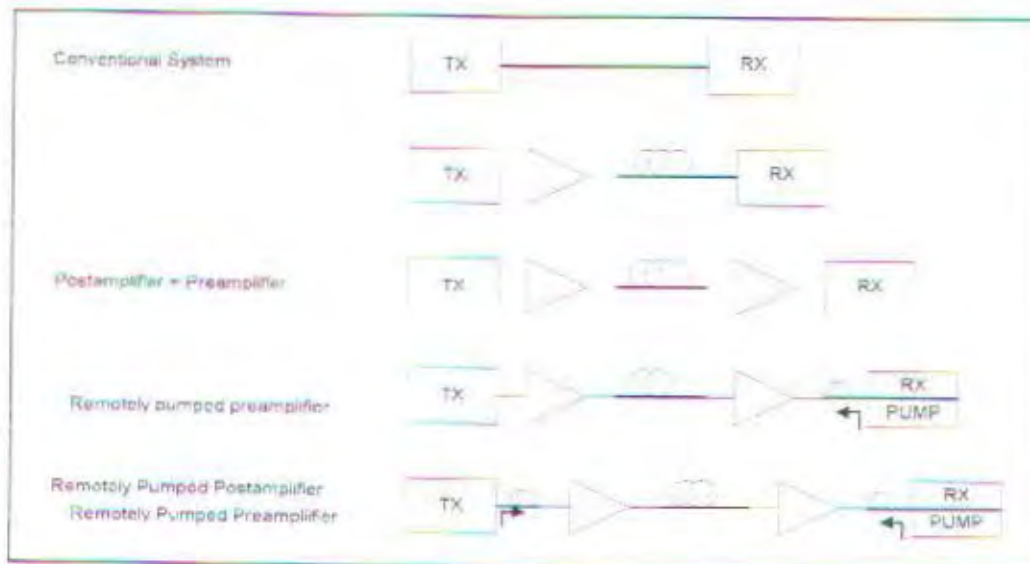 Conventional System TX RX
TX RX
Postamplifier + Preamplifier TX RX
Remotely pumped preamplifier TX RX
PUMP
Remotely Pumped Postamplifier
Remotely Pumped Preamplifier TX RX
PUMP